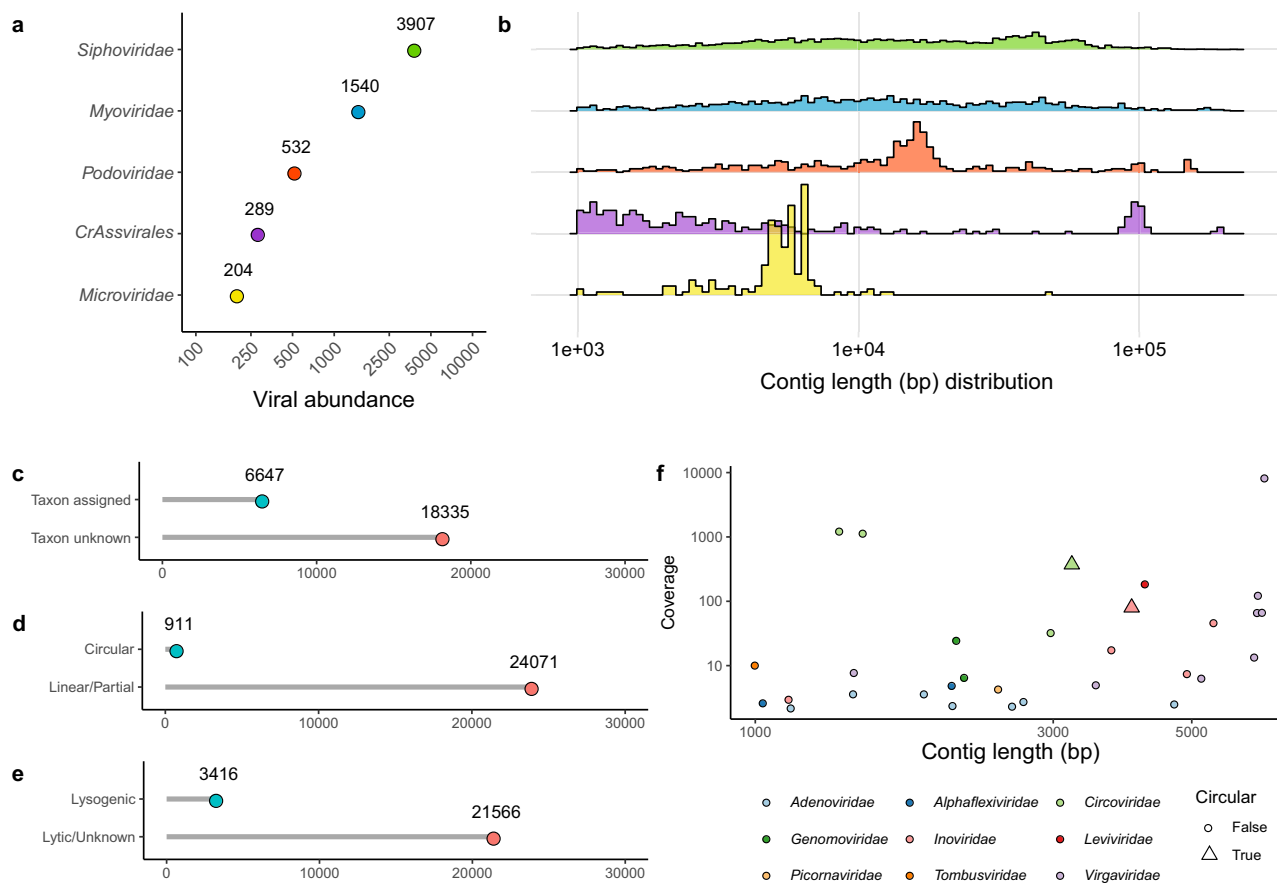 a
3907
Siphoviridae
1540
Myoviridae
532
Podoviridae
289
CrAssvirales
204
Microviridae
100
250
500
1000
2500
5000
10000
Viral abundance
b
1e+03
1e+04
1e+05
Contig length (bp) distribution
c
6647
Taxon assigned
18335
Taxon unknown
0
10000
20000
30000
d
911
Circular
24071
Linear/Partial
0
10000
20000
30000
e
3416
Lysogenic
21566
Lytic/Unknown
0
10000
20000
30000
f
10000
1000
100
10
Coverage
1000
3000
5000
Contig length (bp)
Adenoviridae
Alphaflexiviridae
Circoviridae
Genomoviridae
Inoviridae
Leviviridae
Picornaviridae
Tombusviridae
Virgaviridae
Circular
False
True